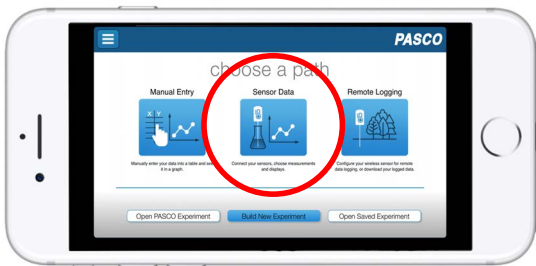 PASCO
choose a path
Manual Entry
Sensor Data
Remote Logging
X Y
Manually enter your data into a table and see
it in a graph.
Connect your sensors, choose measurements
and displays.
Configure your wireless sensor for remote
data logging, or download your logged data.
Open PASCO Experiment
Build New Experiment
Open Saved Experiment